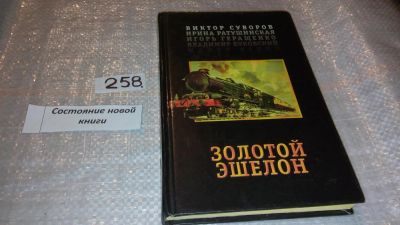 258
Состояние новой
книги
ВИКТОР СУВОРОВ
ИРИНА РАТУШИНСКАЯ
ИГОРЬ ГЕРАЩЕНКО
ВЛАДИМИР БУКОВСКИЙ
ЗОЛОТОЙ
ЭШЕЛОН